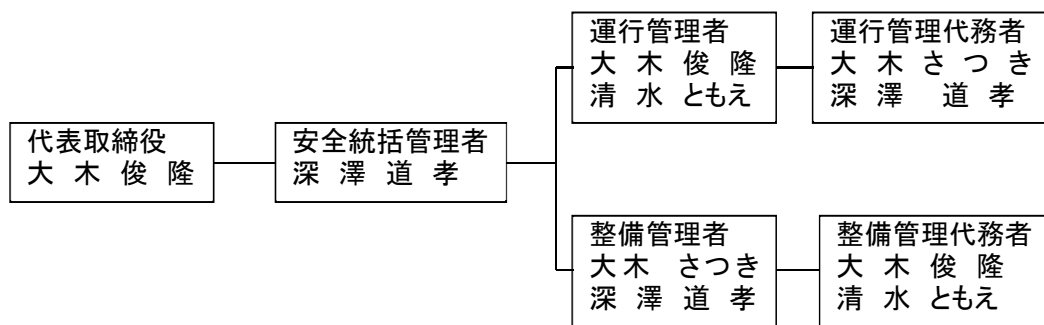 運行管理者
大木俊隆
清水ともえ
運行管理代務者
大木さつき
深澤 道孝
代表取締役
大木俊隆
安全統括管理者
深澤道孝
整備管理者
大木 さつき
深澤道孝
整備管理代務者
大木俊隆
清水ともえ